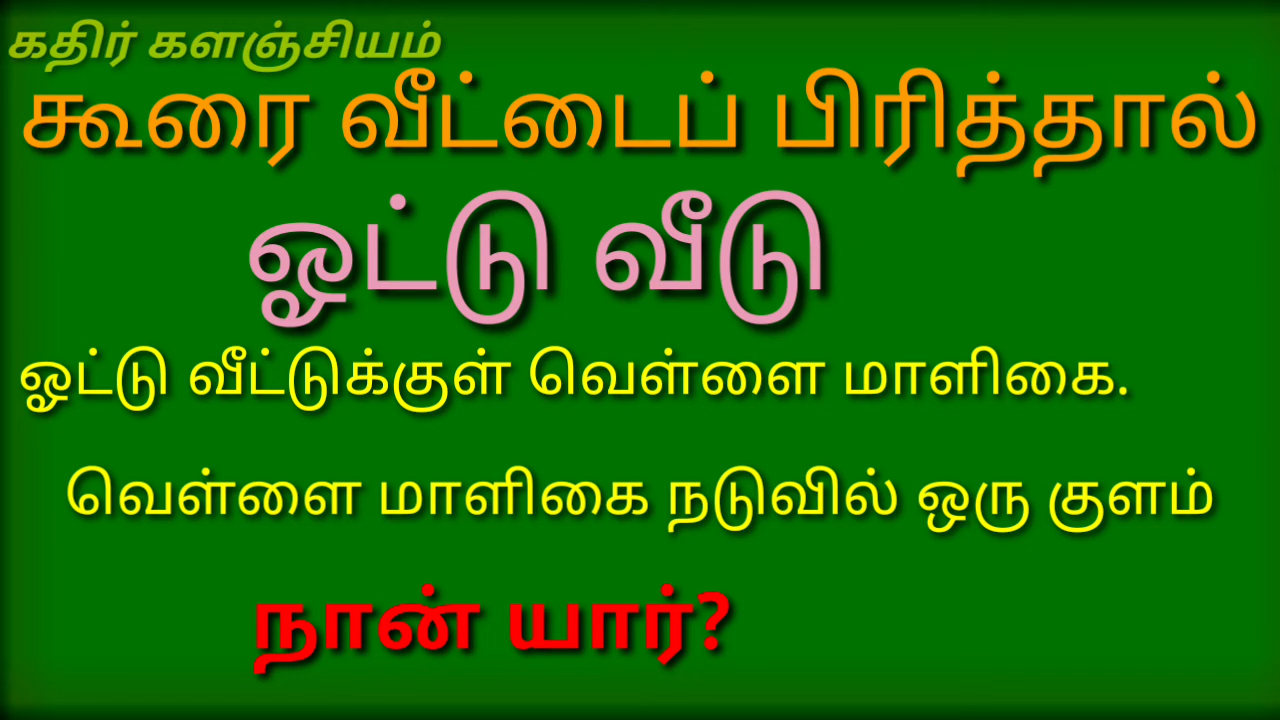 கதிர் களஞ்சியம்
கூரை வீட்டைப் பிரித்தால்
ஓட்டு வீடு
ஓட்டு வீட்டுக்குள் வெள்ளை மாளிகை.
வெள்ளை மாளிகை நடுவில் ஒரு குளம்
நான் யார்?